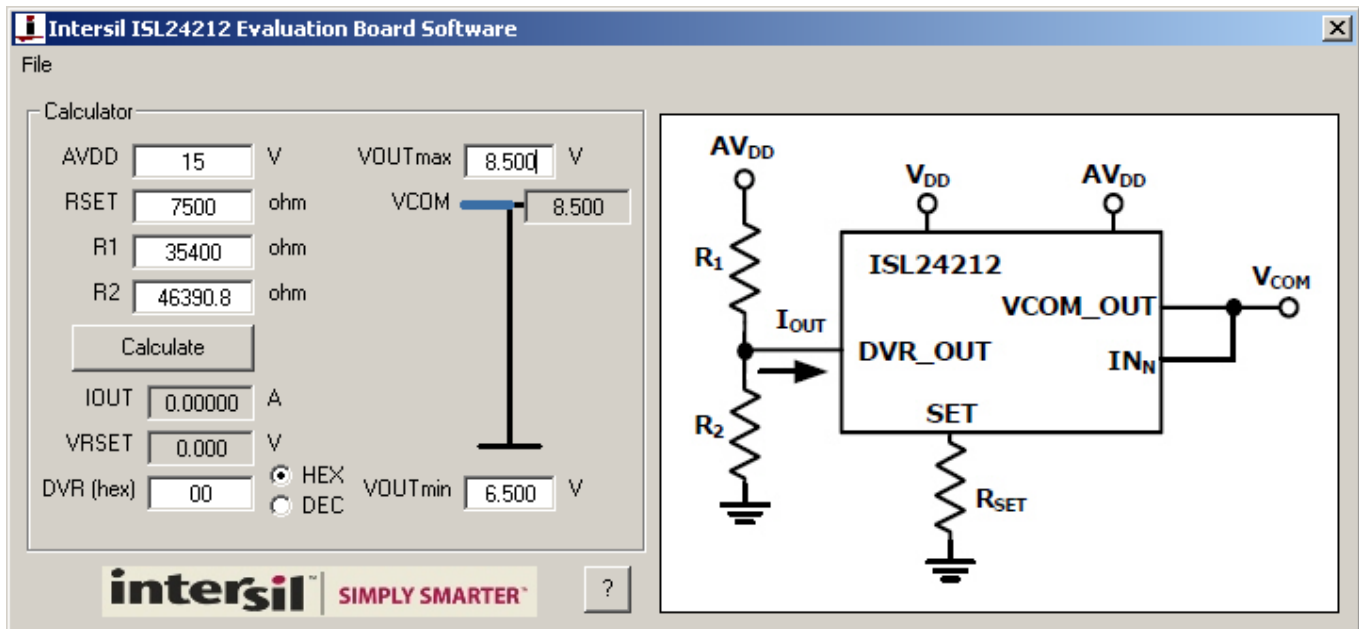 Intersil ISL24212 Evaluation Board Software
File
Calculator
AVDD 15 V
VOUTmax 8.500 V
RSET 7500 ohm
VCOM 8.500
R1 35400 ohm
R2 46390.8 ohm
Calculate
IOUT 0.00000 A
VRSET 0.000 V
DVR (hex) 00
HEX
DEC
VOUTmin 6.500 V
intersil™ SIMPLY SMARTER™
?
AVDD
VDD
AVDD
R1
ISL24212
VCOM
VCOM_OUT
IOUT
DVR_OUT
INN
R2
SET
RSET